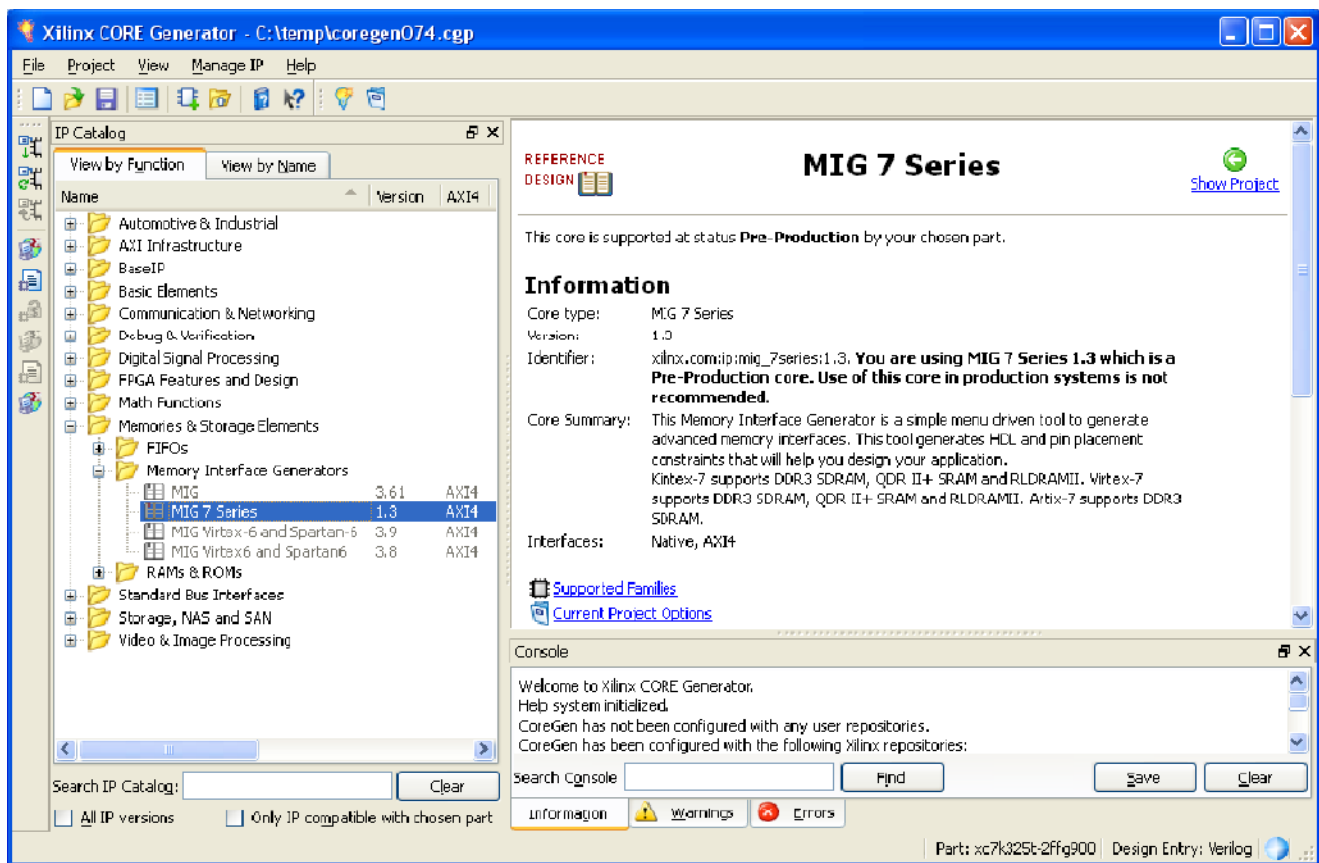 Xilinx CORE Generator - C:\temp\coregen074.cgp
File Project View Manage IP Help
IP Catalog
View by Function View by Name
Name Version AXI4
Automotive & Industrial
AXI Infrastructure
BaseIP
Basic Elements
Communication & Networking
Debug & Verification
Digital Signal Processing
FPGA Features and Design
Math Functions
Memories & Storage Elements
FIFOs
Memory Interface Generators
MIG 3.61 AXI4
MIG 7 Series 1.3 AXI4
MIG Virtex-6 and Spartan-6 3.9 AXI4
MIG Virtex6 and Spartan6 3.8 AXI4
RAMs & ROMs
Standard Bus Interfaces
Storage, NAS and SAN
Video & Image Processing
Search IP Catalog: Clear
All IP versions Only IP compatible with chosen part
REFERENCE
DESIGN
MIG 7 Series
Show Project
This core is supported at status Pre-Production by your chosen part.
Information
Core type: MIG 7 Series
Version: 1.3
Identifier: xilinx.com:ip:mig_7series:1.3. You are using MIG 7 Series 1.3 which is a
Pre-Production core. Use of this core in production systems is not
recommended.
Core Summary: This Memory Interface Generator is a simple menu driven tool to generate
advanced memory interfaces. This tool generates HDL and pin placement
constraints that will help you design your application.
Kintex-7 supports DDR3 SDRAM, QDR II+ SRAM and RLDRAMII. Virtex-7
supports DDR3 SDRAM, QDR II+ SRAM and RLDRAMII. Artix-7 supports DDR3
SDRAM.
Interfaces: Native, AXI4
Supported Families
Current Project Options
Console
Welcome to Xilinx CORE Generator.
Help system initialized.
CoreGen has not been configured with any user repositories.
CoreGen has been configured with the following Xilinx repositories:
Search Console Find Save Clear
Information Warnings Errors
Part: xc7k325t-2ffg900 Design Entry: Verilog